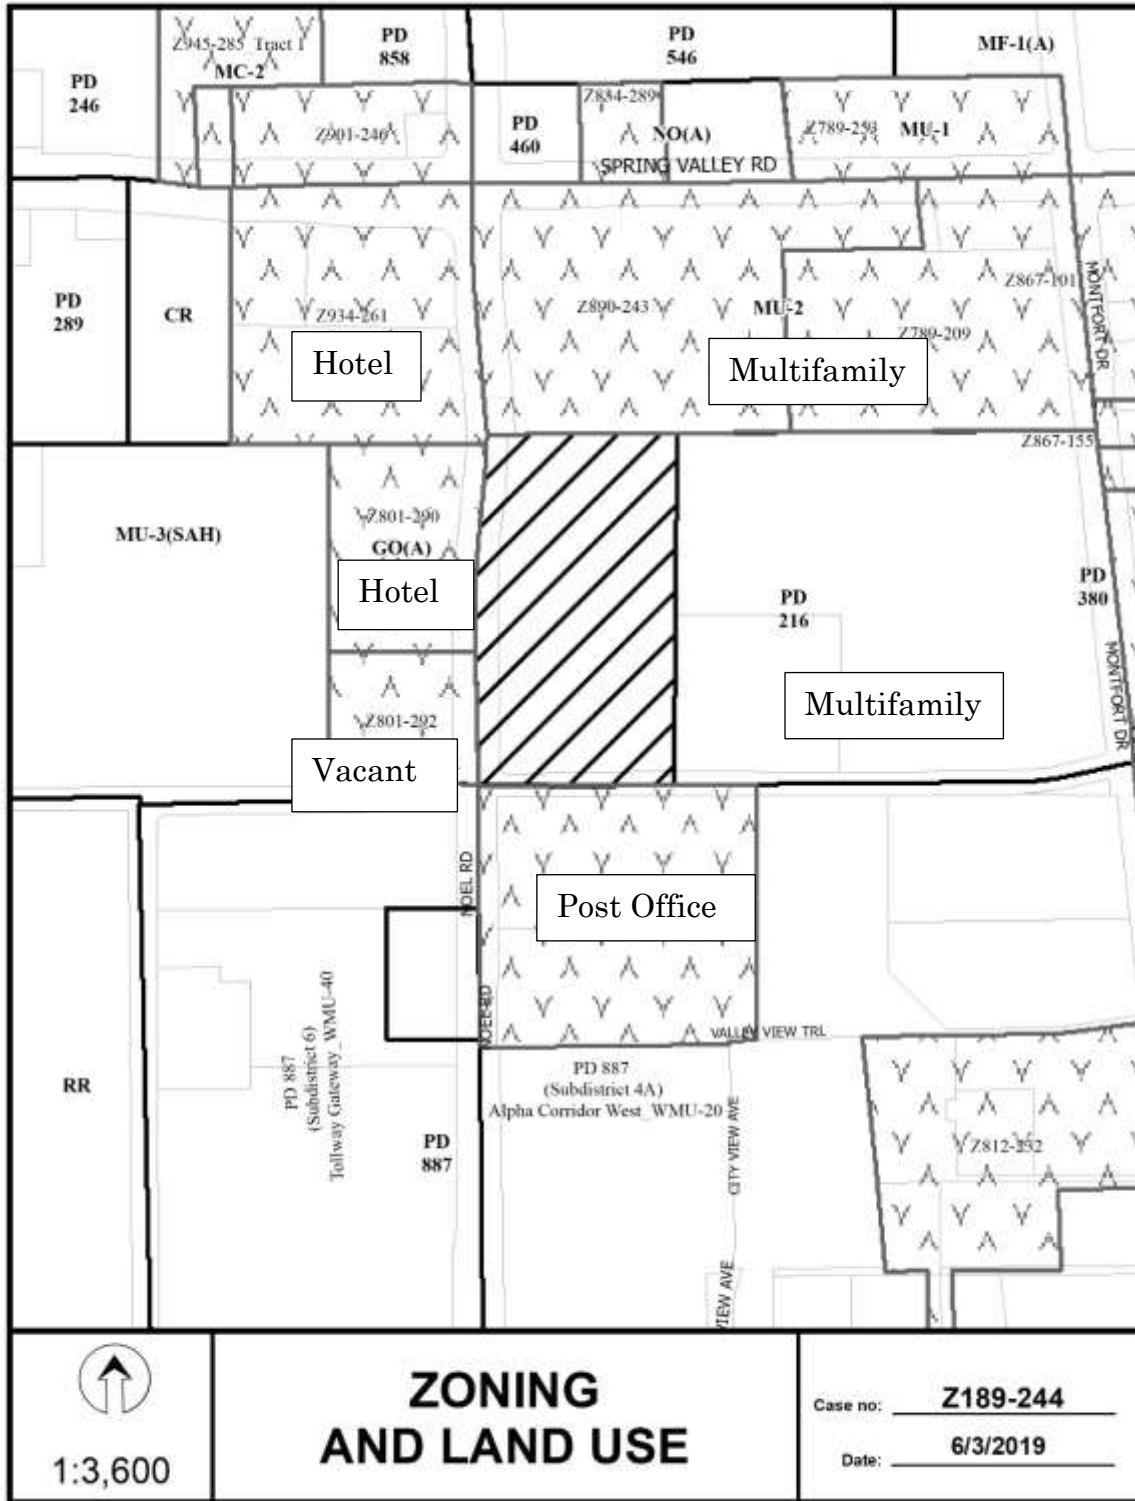 Z945-285 Tract 1
MC-2
PD
858
PD
546
MF-1(A)
PD
246
Z901-246
PD
460
Z834-289
NO(A)
Z789-253
MU-1
SPRING VALLEY RD
PD
289
CR
Z934-261
Hotel
Z890-243
MU-2
Z867-101
Z789-209
Multifamily
MONTFORT DR
Z867-155
MU-3(SAH)
Z801-290
GO(A)
Hotel
PD
216
PD
380
Multifamily
MONTFORT DR
Z801-292
Vacant
NOEL RD
Post Office
NOEL RD
VALLEY VIEW TRL
RR
PD 887
(Subdistrict 6)
Tollway Gateway_WMU-40
PD
887
PD 887
(Subdistrict 4A)
Alpha Corridor West_WMU-20
CITY VIEW AVE
VIEW AVE
1:3,600
ZONING
AND LAND USE
Case no: Z189-244
Date: 6/3/2019